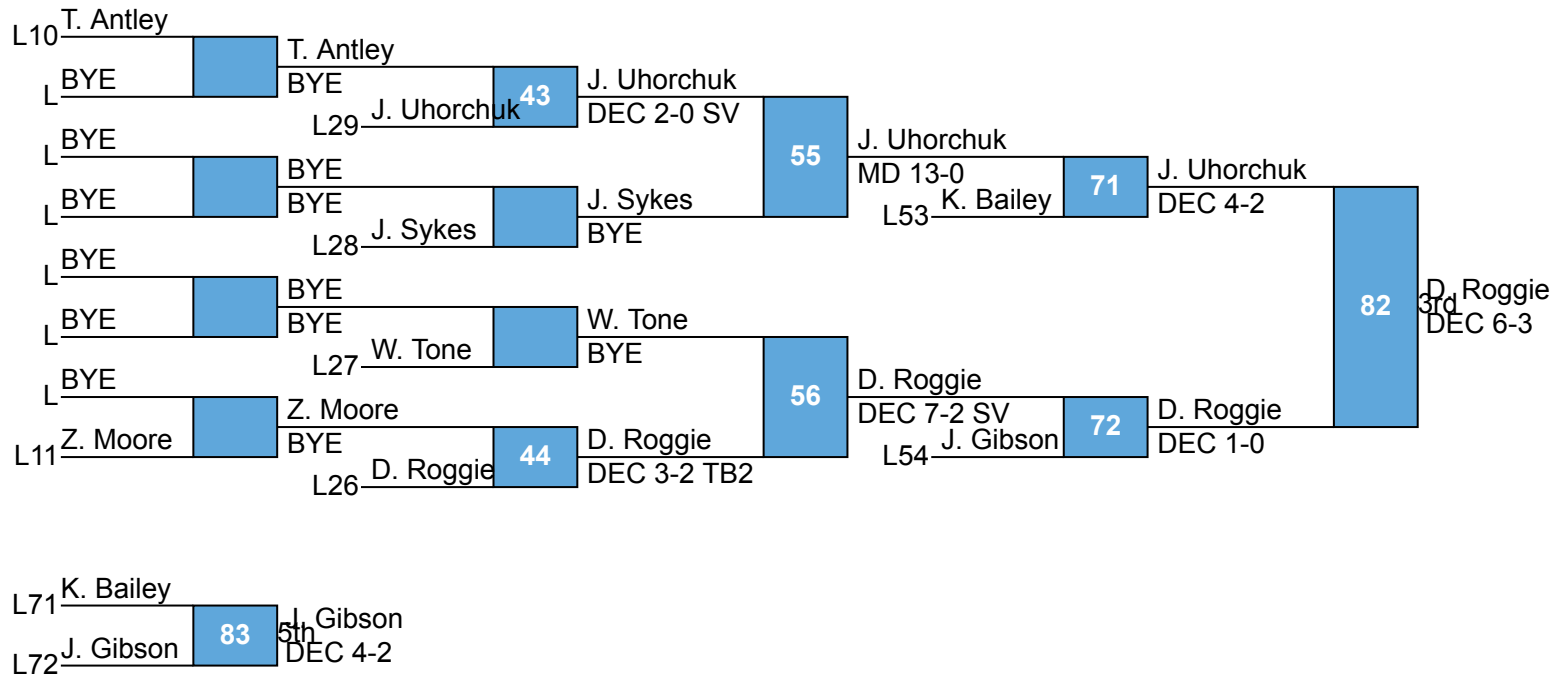 T. Antley
L10
BYE
L
T. Antley
BYE
BYE
L
BYE
L
BYE
BYE
BYE
L
BYE
L
BYE
BYE
BYE
L
Z. Moore
L11
Z. Moore
BYE
J. Uhorchuk
L29
43
J. Uhorchuk
DEC 2-0 SV
J. Sykes
L28
J. Sykes
BYE
W. Tone
L27
W. Tone
BYE
D. Roggie
L26
44
D. Roggie
DEC 3-2 TB2
55
J. Uhorchuk
MD 13-0
K. Bailey
L53
71
J. Uhorchuk
DEC 4-2
56
D. Roggie
DEC 7-2 SV
J. Gibson
L54
72
D. Roggie
DEC 1-0
82
3rd
D. Roggie
DEC 6-3
K. Bailey
L71
J. Gibson
L72
83
5th
J. Gibson
DEC 4-2